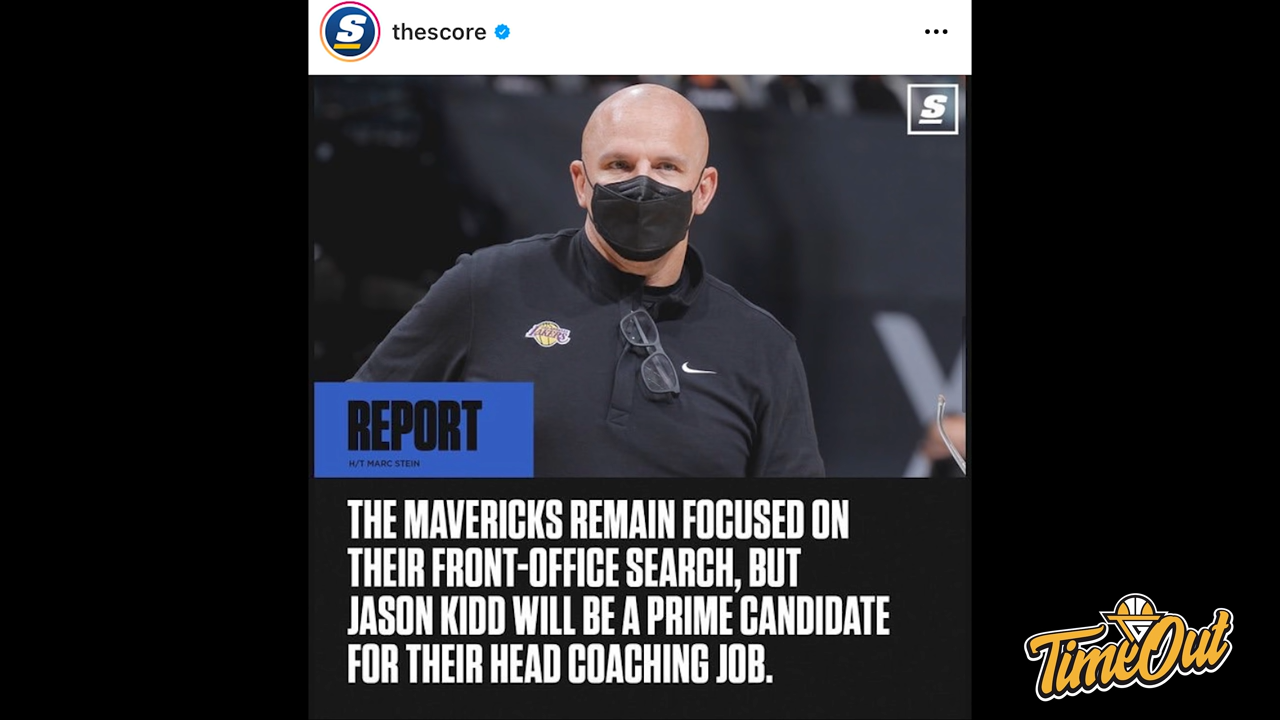 thescore
S
S
LAKERS
REPORT
H/T MARC STEIN
THE MAVERICKS REMAIN FOCUSED ON
THEIR FRONT-OFFICE SEARCH, BUT
JASON KIDD WILL BE A PRIME CANDIDATE
FOR THEIR HEAD COACHING JOB.
TimeOut